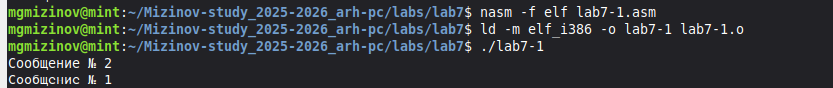 mgmizinov@mint:~/Mizinov-study_2025-2026_arh-pc/labs/lab7$ nasm -f elf lab7-1.asm
mgmizinov@mint:~/Mizinov-study_2025-2026_arh-pc/labs/lab7$ ld -m elf_i386 -o lab7-1 lab7-1.o
mgmizinov@mint:~/Mizinov-study_2025-2026_arh-pc/labs/lab7$ ./lab7-1
Сообщение № 2
Сообщение № 1